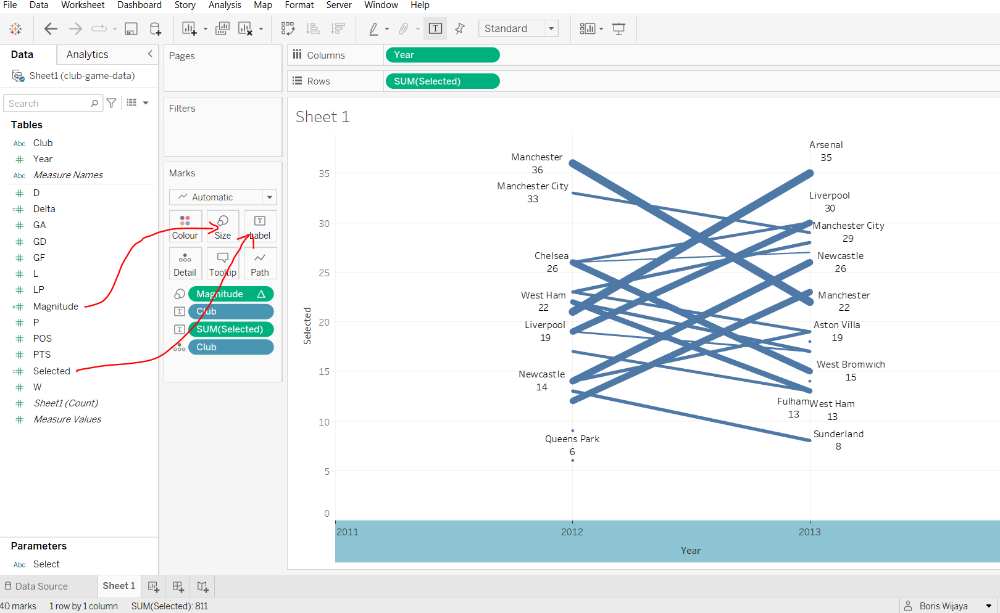 File Data Worksheet Dashboard Story Analysis Map Format Server Window Help
Standard
Data Analytics
Sheet1 (club-game-data)
Search
Tables
Abc Club
Year
Abc Measure Names
D
Delta
GA
GD
GF
L
LP
Magnitude
P
POS
PTS
Selected
W
Sheet1 (Count)
Measure Values
Parameters
Abc Select
Pages
Filters
Marks
Automatic
Colour Size Label
Detail Tooltip Path
Magnitude
Club
SUM(Selected)
Club
Columns Year
Rows SUM(Selected)
Sheet 1
Selected
35
30
25
20
15
10
5
0
Manchester
36
Manchester City
33
Chelsea
26
West Ham
22
Liverpool
19
Newcastle
14
Queens Park
6
Arsenal
35
Liverpool
30
Manchester City
29
Newcastle
26
Manchester
22
Aston Villa
19
West Bromwich
15
Fulham
13
West Ham
13
Sunderland
8
2011 2012 2013
Year
Data Source Sheet 1
40 marks 1 row by 1 column SUM(Selected): 811
Boris Wijaya